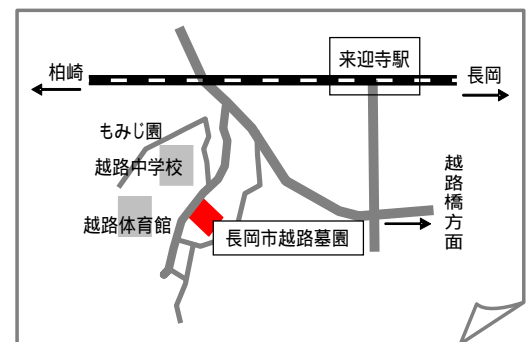 来迎寺駅
柏崎
長岡
もみじ園
越路中学校
越路体育館
長岡市越路墓園
越路橋方面